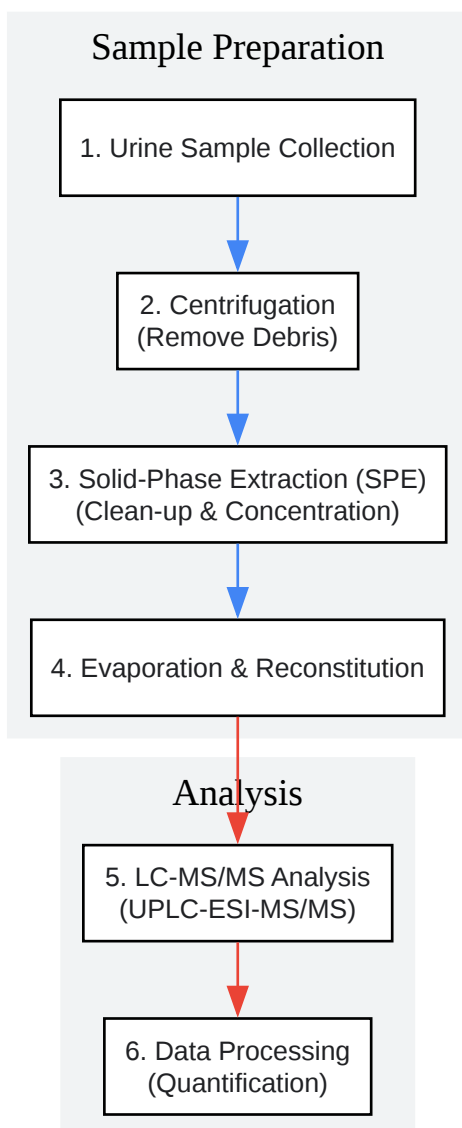 Sample Preparation
1. Urine Sample Collection
2. Centrifugation
(Remove Debris)
3. Solid-Phase Extraction (SPE)
(Clean-up & Concentration)
4. Evaporation & Reconstitution
Analysis
5. LC-MS/MS Analysis
(UPLC-ESI-MS/MS)
6. Data Processing
(Quantification)